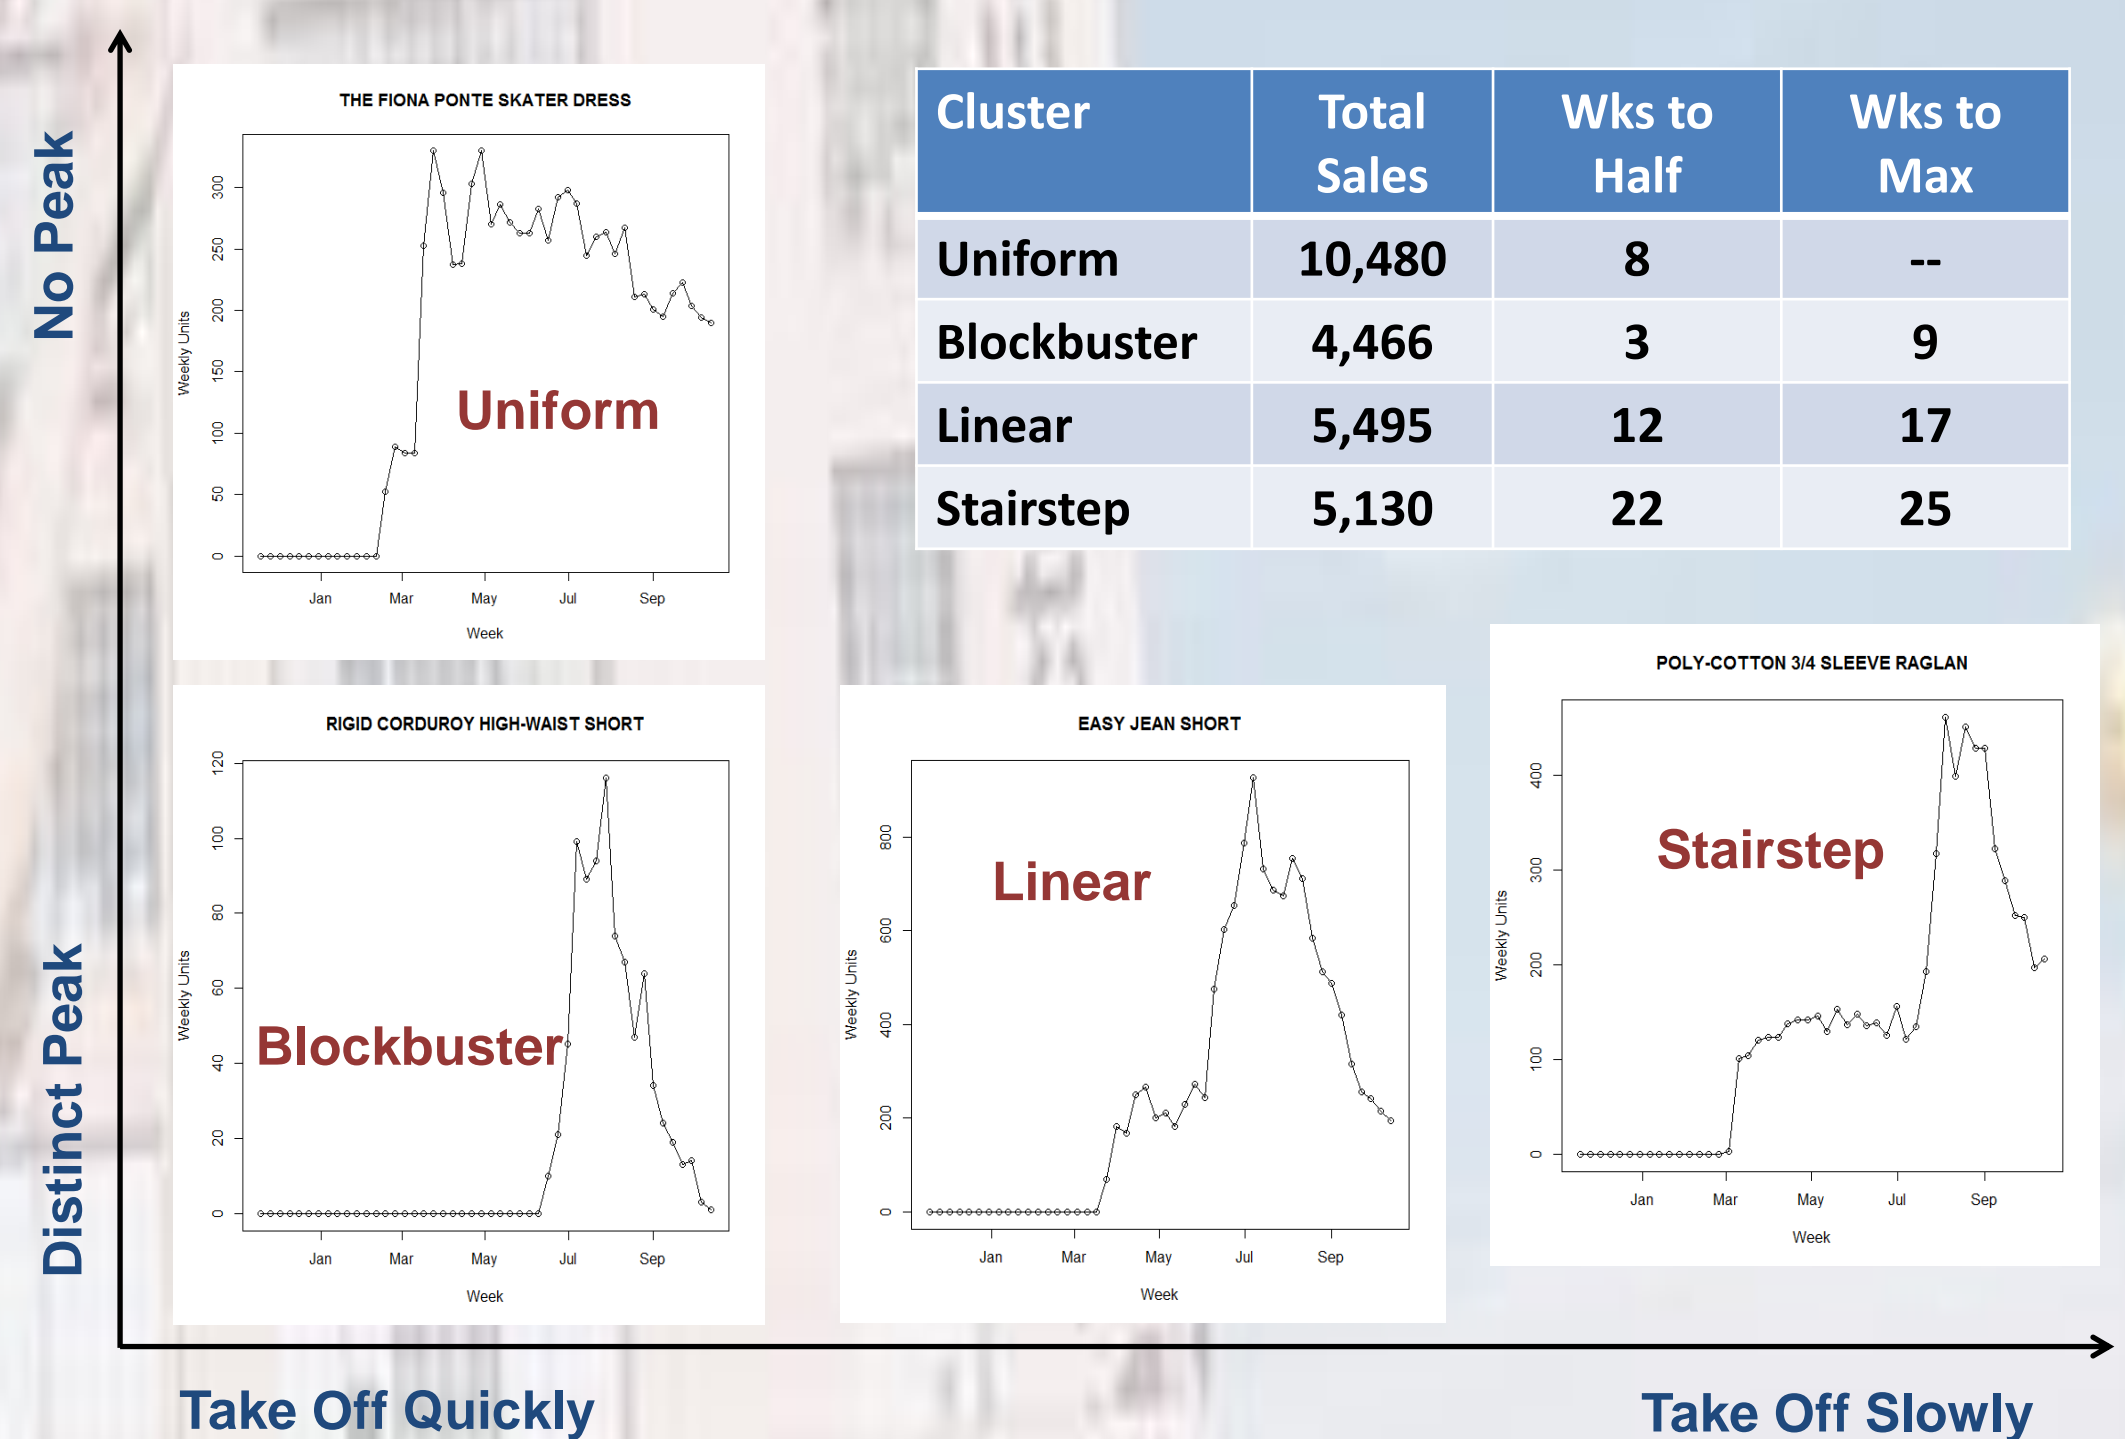 No Peak
Distinct Peak
THE FIONA PONTE SKATER DRESS
Weekly Units
300
250
200
150
100
50
0
Uniform
Jan Mar May Jul Sep
Week
Cluster Total Sales Wks to Half Wks to Max
Uniform 10,480 8 --
Blockbuster 4,466 3 9
Linear 5,495 12 17
Stairstep 5,130 22 25
RIGID CORDUROY HIGH-WAIST SHORT
Weekly Units
120
100
80
60
40
20
0
Blockbuster
Jan Mar May Jul Sep
Week
EASY JEAN SHORT
Weekly Units
800
600
400
200
0
Linear
Jan Mar May Jul Sep
Week
POLY-COTTON 3/4 SLEEVE RAGLAN
Weekly Units
400
300
200
100
0
Stairstep
Jan Mar May Jul Sep
Week
Take Off Quickly
Take Off Slowly